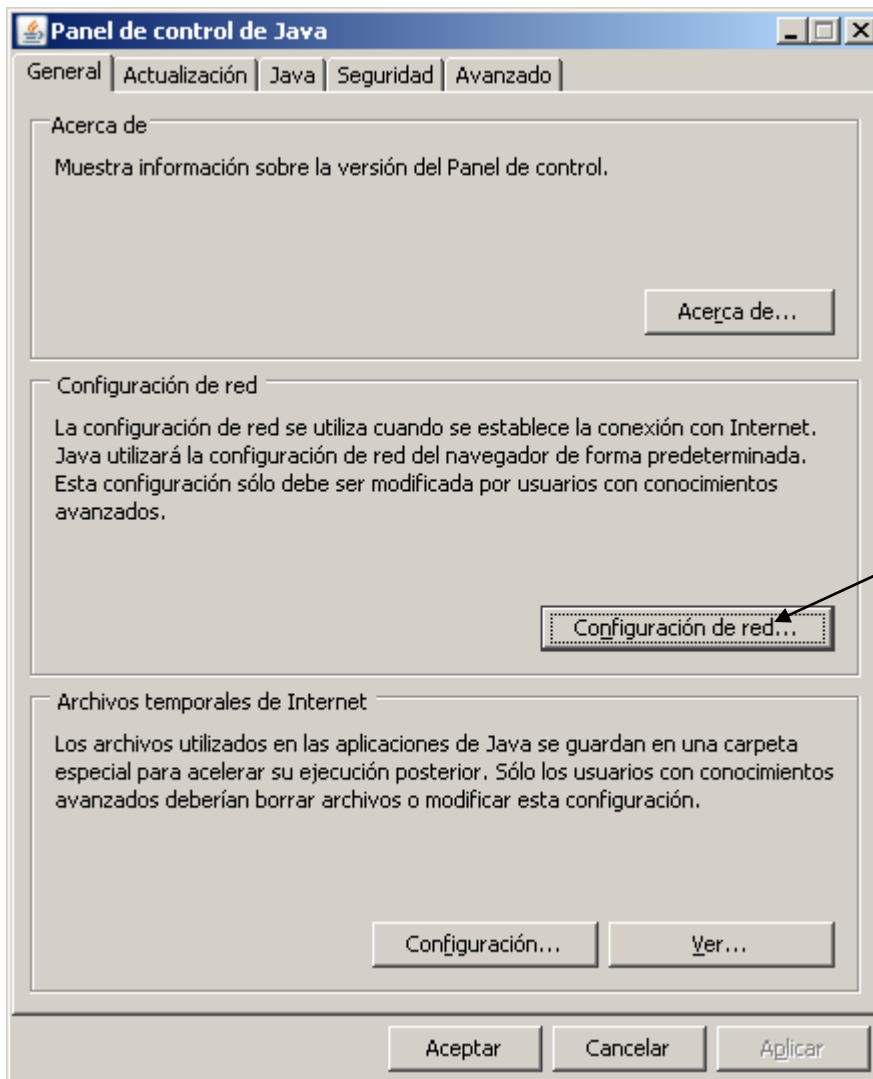 Panel de control de Java
General Actualización Java Seguridad Avanzado
Acerca de
Muestra información sobre la versión del Panel de control.
Acerca de...
Configuración de red
La configuración de red se utiliza cuando se establece la conexión con Internet.
Java utilizará la configuración de red del navegador de forma predeterminada.
Esta configuración sólo debe ser modificada por usuarios con conocimientos
avanzados.
Configuración de red...
Archivos temporales de Internet
Los archivos utilizados en las aplicaciones de Java se guardan en una carpeta
especial para acelerar su ejecución posterior. Sólo los usuarios con conocimientos
avanzados deberían borrar archivos o modificar esta configuración.
Configuración... Ver...
Aceptar Cancelar Aplicar